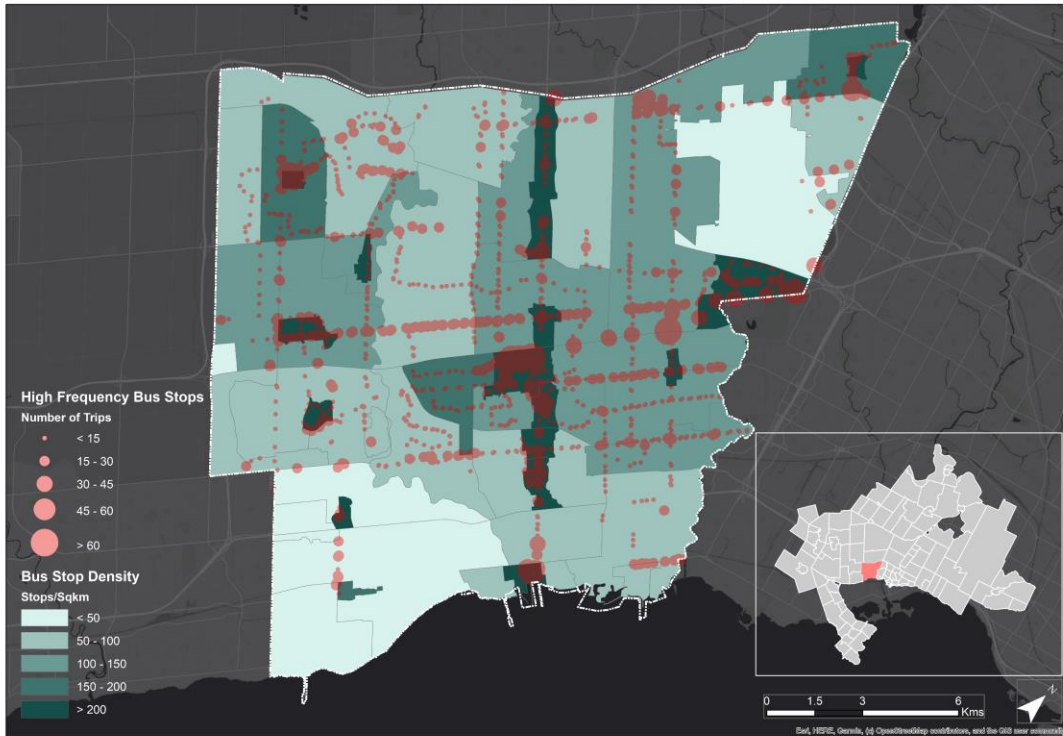 High Frequency Bus Stops
Number of Trips
< 15
15 - 30
30 - 45
45 - 60
> 60
Bus Stop Density
Stops/Sqkm
< 50
50 - 100
100 - 150
150 - 200
> 200
0 1.5 3 6
Kms
N
Esri, HERE, Garmin, (c) OpenStreetMap contributors, and the GIS user community